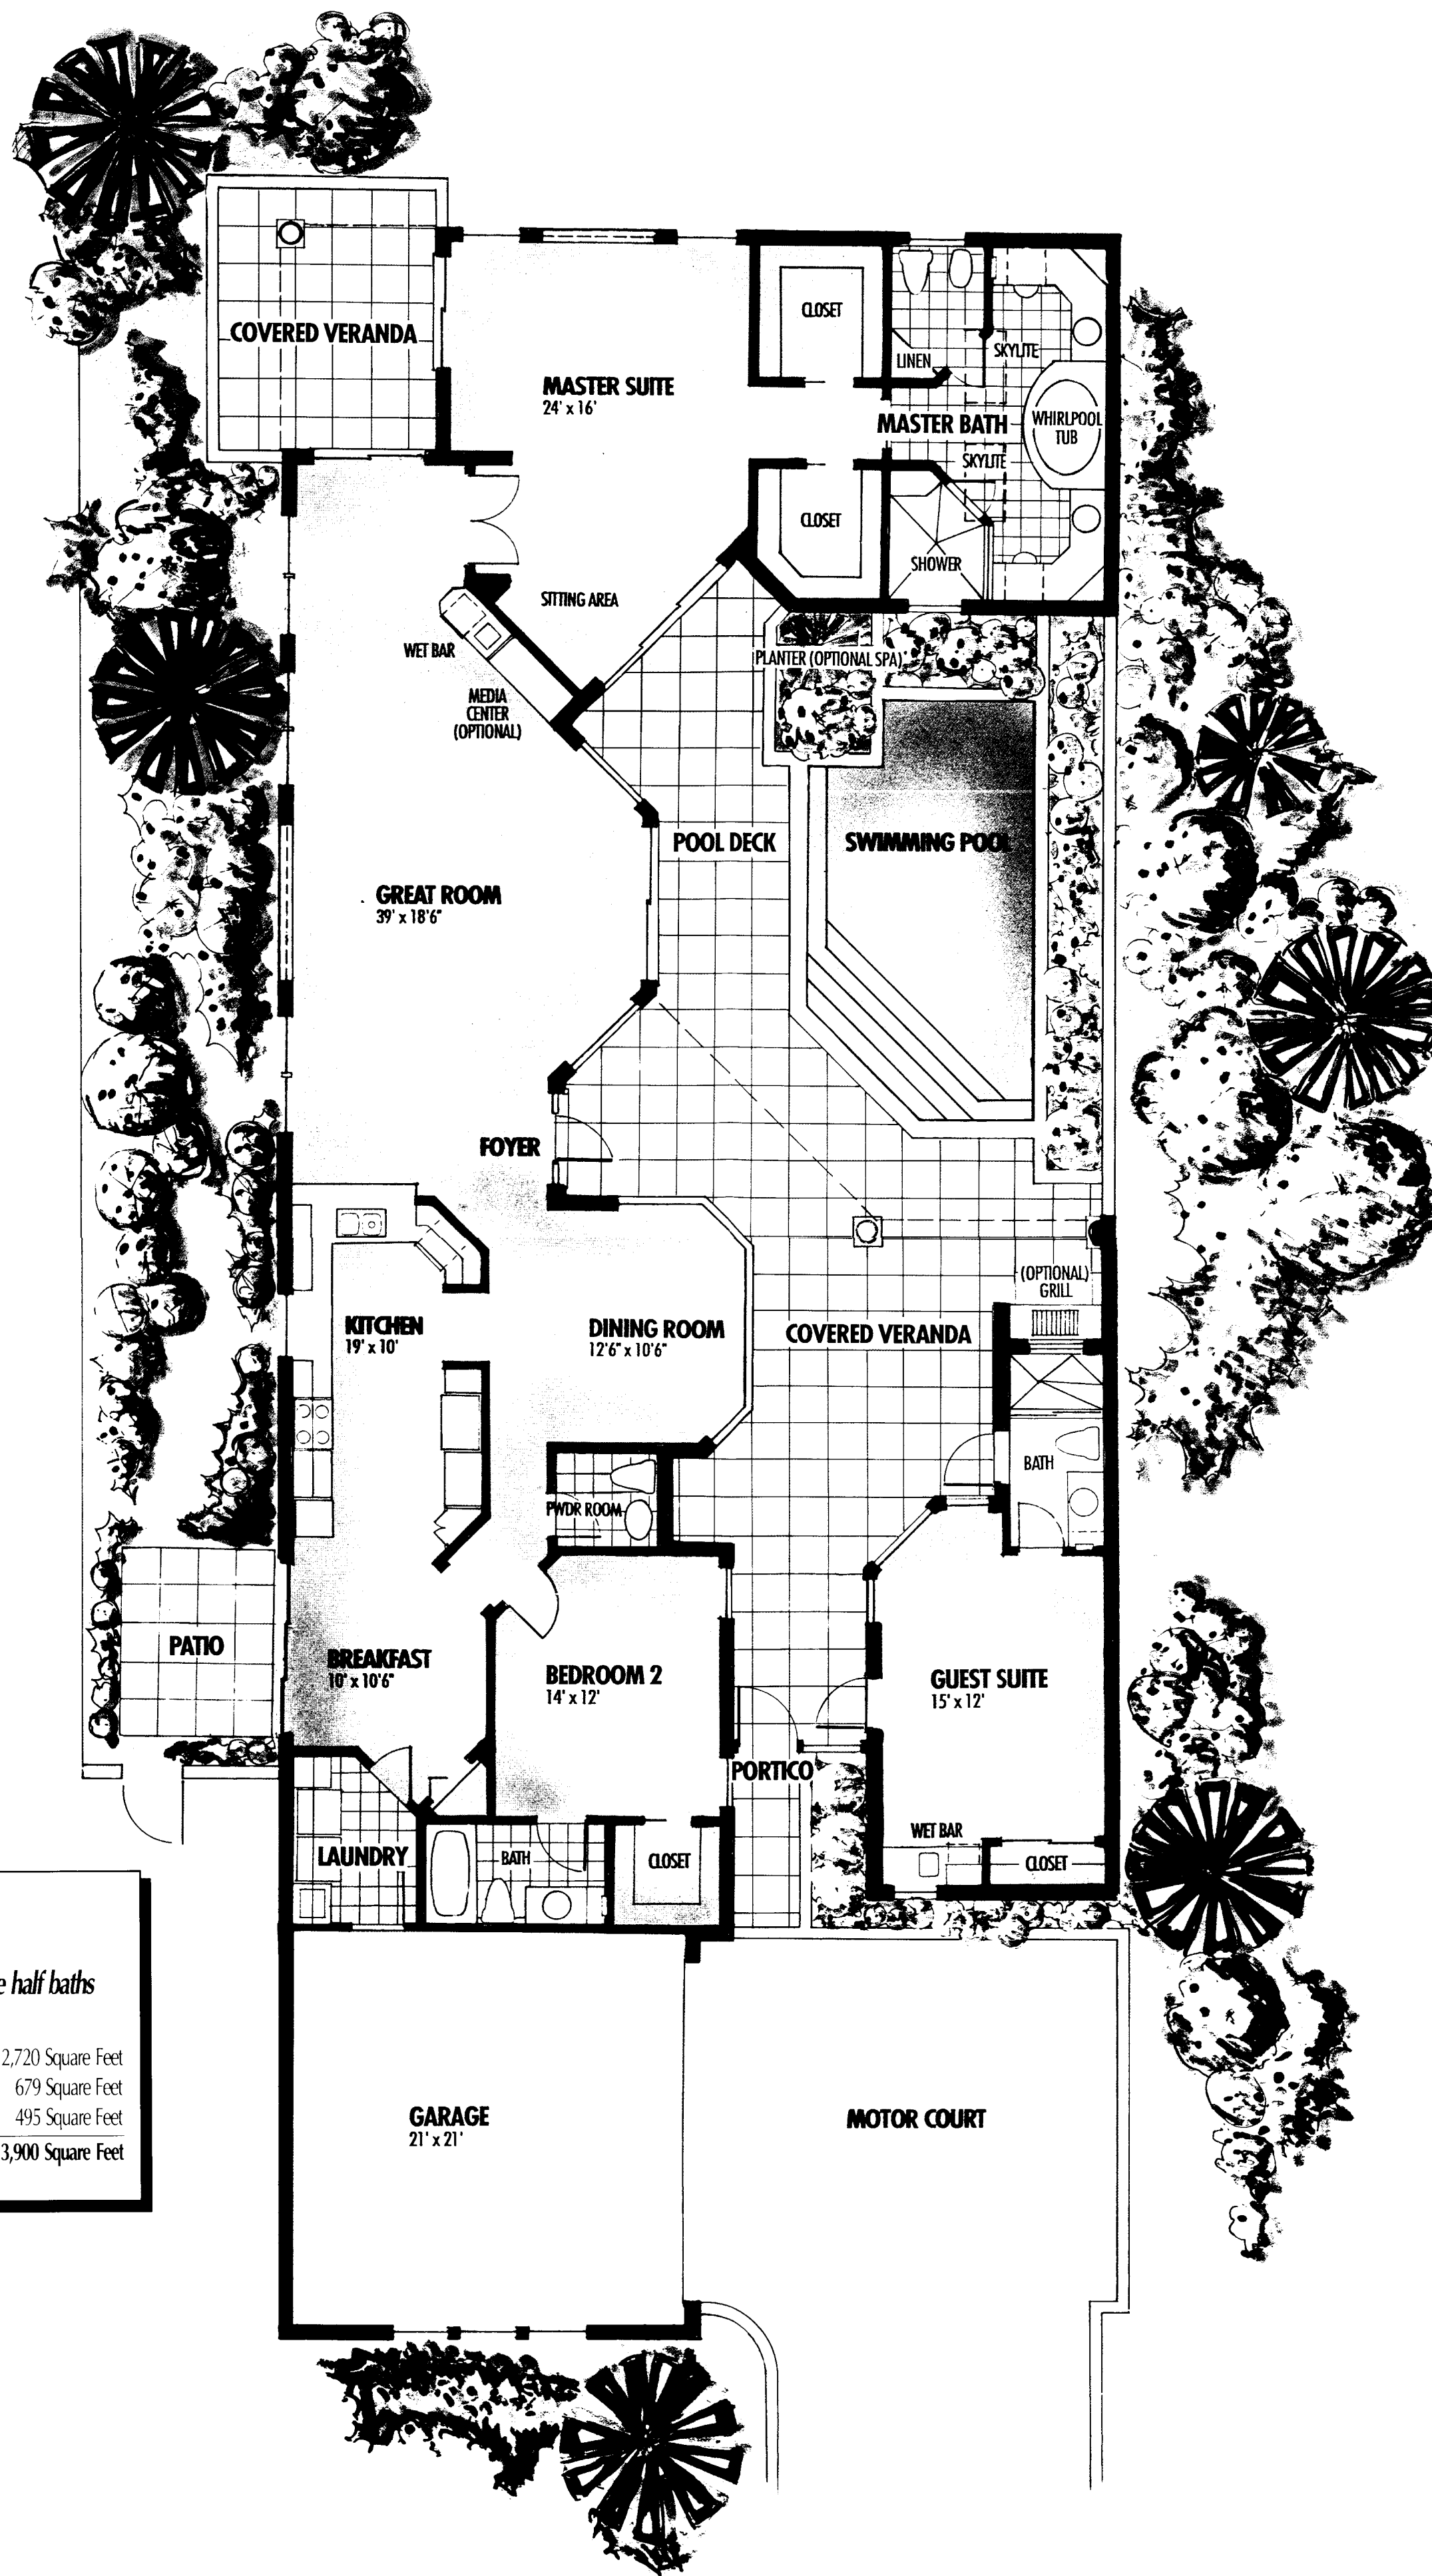 COVERED VERANDA
MASTER SUITE
24' x 16'
CLOSET
LINEN
SKYLITE
MASTER BATH
WHIRLPOOL
TUB
SKYLITE
CLOSET
SHOWER
SITTING AREA
WET BAR
MEDIA
CENTER
(OPTIONAL)
PLANTER (OPTIONAL SPA)
POOL DECK
SWIMMING POOL
GREAT ROOM
39' x 18'6"
FOYER
(OPTIONAL)
GRILL
KITCHEN
19' x 10'
DINING ROOM
12'6" x 10'6"
COVERED VERANDA
BATH
PWDR ROOM
PATIO
BREAKFAST
10' x 10'6"
BEDROOM 2
14' x 12'
GUEST SUITE
15' x 12'
PORTICO
WET BAR
LAUNDRY
BATH
CLOSET
CLOSET
half baths
2,720 Square Feet
679 Square Feet
495 Square Feet
3,900 Square Feet
GARAGE
21' x 21'
MOTOR COURT